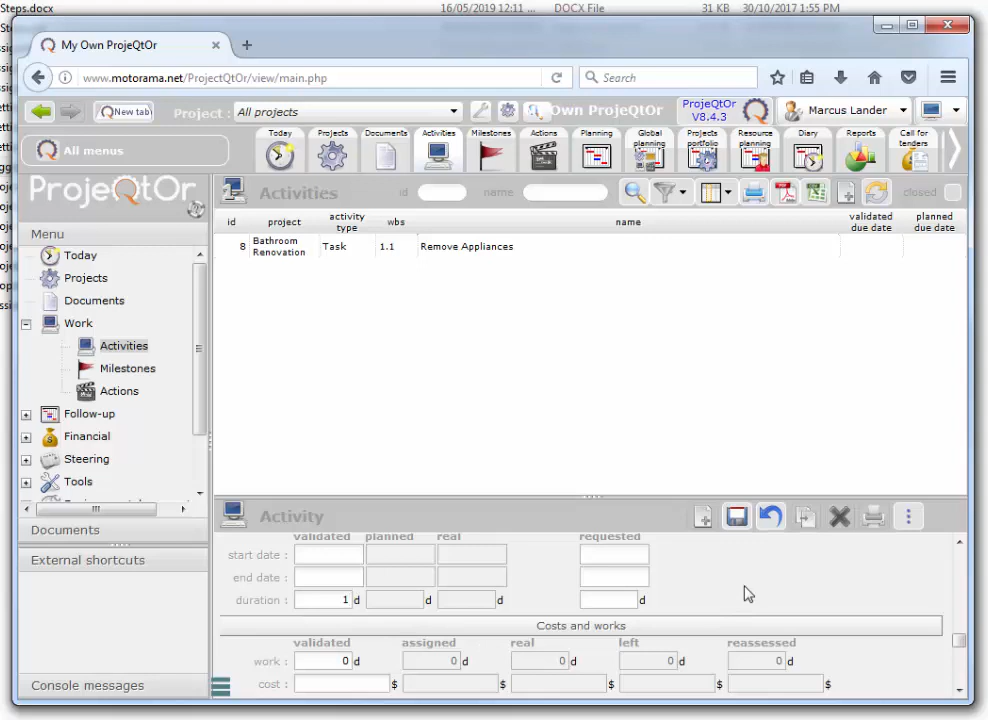 Steps.docx 16/05/2019 12:11 ... DOCX File 31 KB 30/10/2017 1:55 PM
My Own ProjeQtOr
www.motorama.net/ProjectQtOr/view/main.php
Search
New tab
Project : All projects
Own ProjeQtOr
ProjeQtOr
V8.4.3
Marcus Lander
All menus
Today Projects Documents Activities Milestones Actions Planning Global planning Projects portfolio Resource planning Diary Reports Call for tenders
ProjeQtOr
Activities id name closed
Menu
id project activity type wbs name validated due date planned due date
8 Bathroom Renovation Task 1.1 Remove Appliances
Today
Projects
Documents
Work
Activities
Milestones
Actions
Follow-up
Financial
Steering
Tools
Documents
External shortcuts
Console messages
Activity
validated planned real requested
start date :
end date :
duration : 1 d d d d
Costs and works
validated assigned real left reassessed
work : 0 d 0 d 0 d 0 d 0 d
cost : $ $ $ $ $